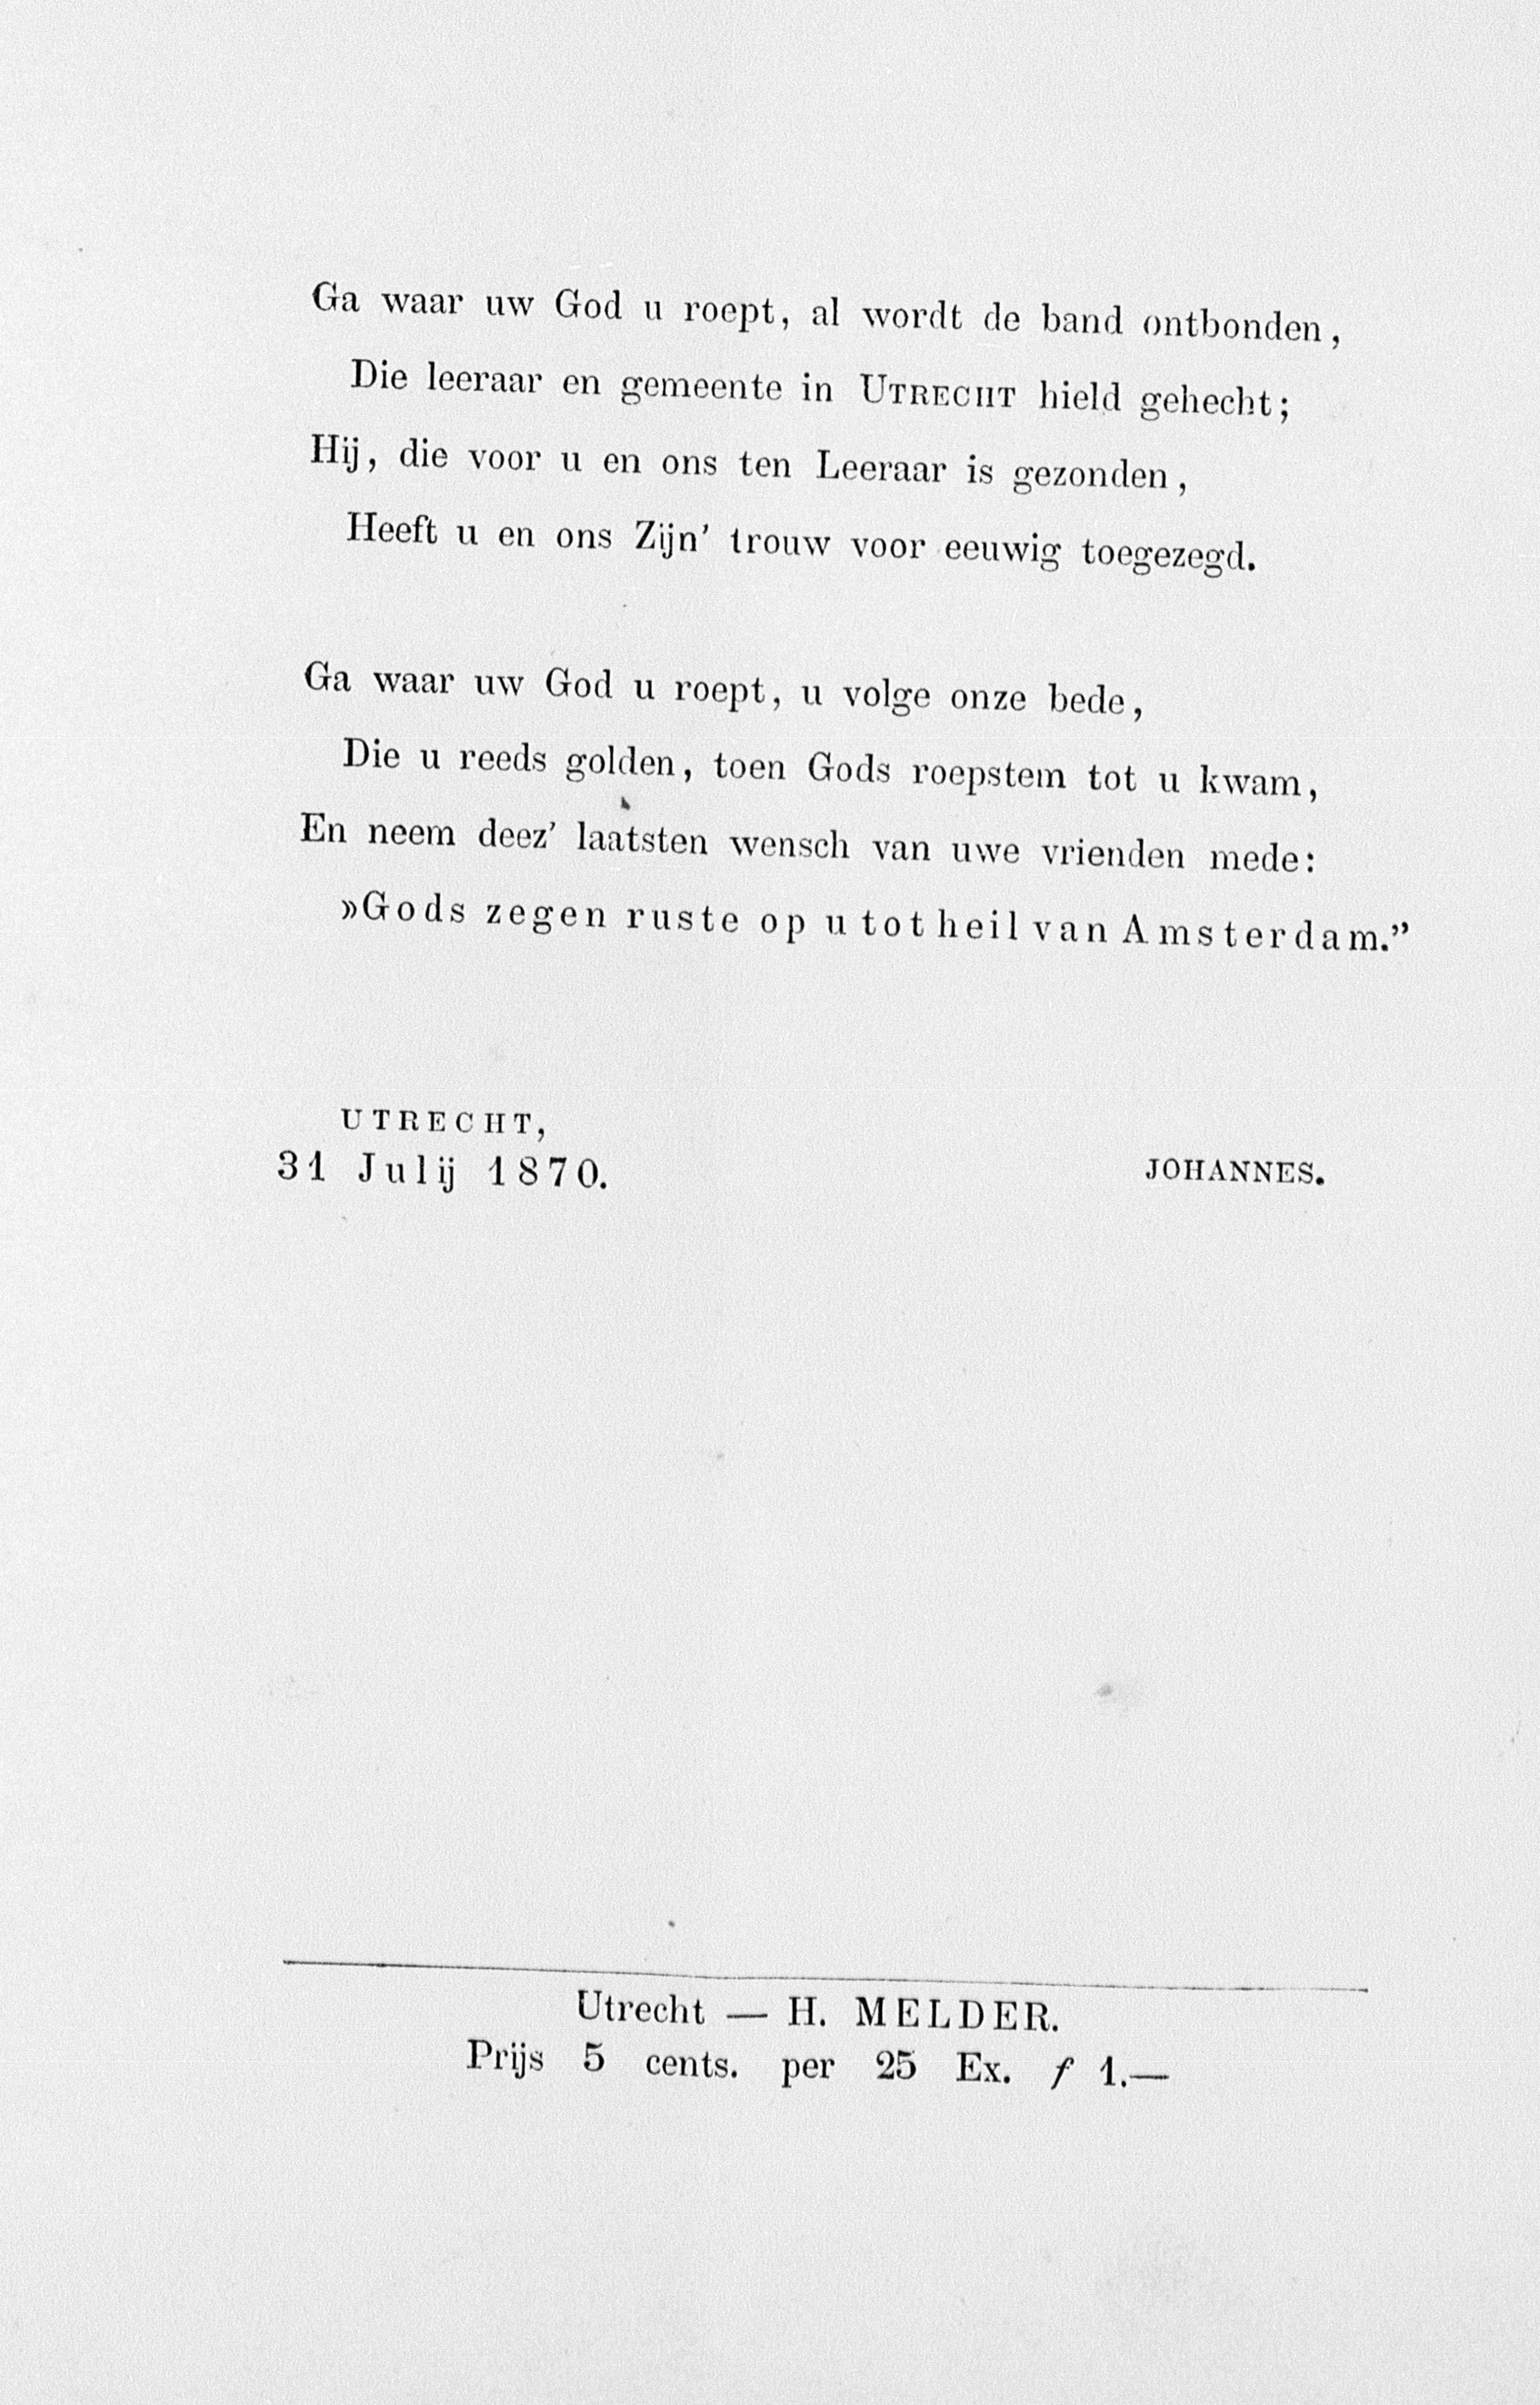 Ga waar uw God u roept, al wordt de band ontbonden,
Die leeraar en gemeente in UTRECHT hield gehecht;
Hij, die voor u en ons ten Leeraar is gezonden,
Heeft u en ons Zijn' trouw voor eeuwig toegezegd.
Ga waar uw God u roept, u volge onze bede,
Die u reeds golden, toen Gods roepstem tot u kwam,
En neem deez' laatsten wensch van uwe vrienden mede:
»Gods zegen ruste op u tot heil van Amsterdam.”
UTRECHT,
31 Julij 1870.
JOHANNES.
Utrecht — H. MELDER.
Prijs 5 cents. per 25 Ex. ƒ 1.—